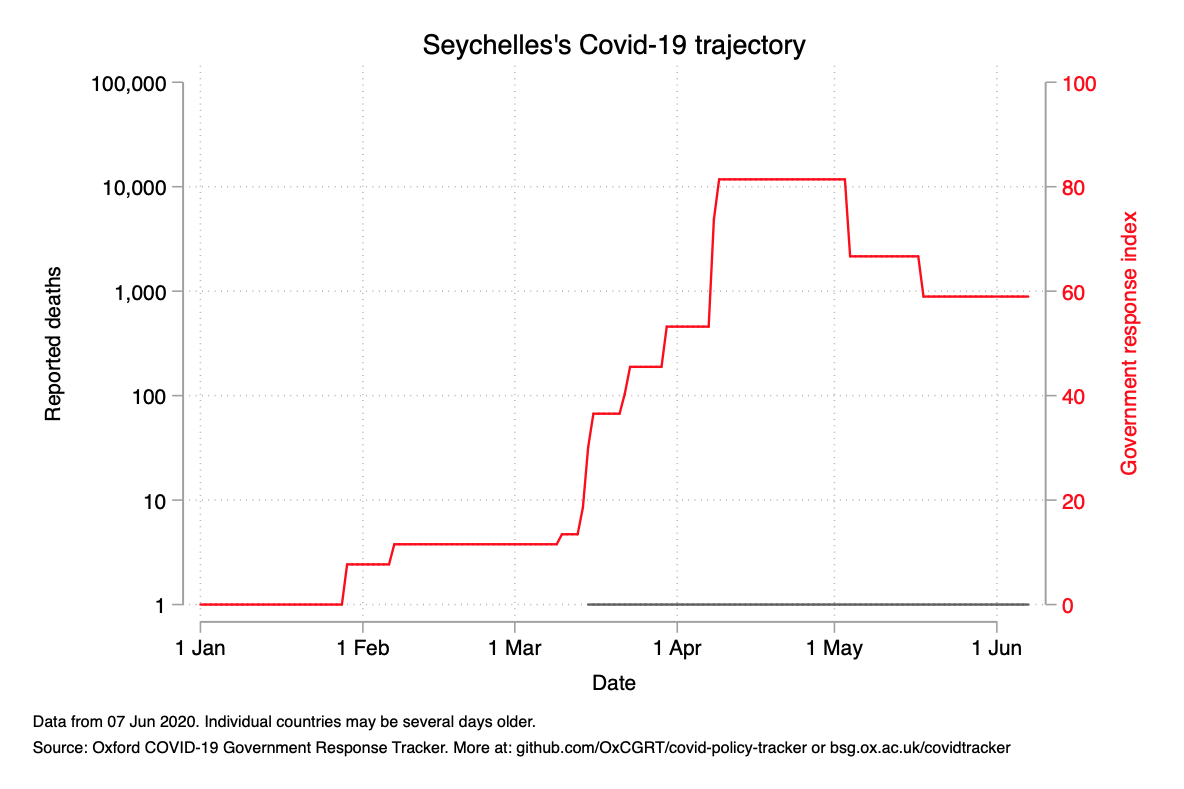 Seychelles's Covid-19 trajectory
100,000
10,000
1,000
100
10
1
Reported deaths
100
80
60
40
20
0
Government response index
1 Jan 1 Feb 1 Mar 1 Apr 1 May 1 Jun
Date
Data from 07 Jun 2020. Individual countries may be several days older.
Source: Oxford COVID-19 Government Response Tracker. More at: github.com/OxCGRT/covid-policy-tracker or bsg.ox.ac.uk/covidtracker